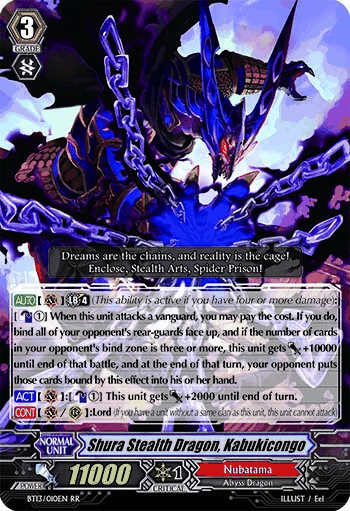 3
GRADE
Dreams are the chains, and reality is the cage!
Enclose, Stealth Arts, Spider Prison!
AUTO [ ] LB 4 (This ability is active if you have four or more damage):
[ ①] When this unit attacks a vanguard, you may pay the cost. If you do,
bind all of your opponent's rear-guards face up, and if the number of cards
in your opponent's bind zone is three or more, this unit gets +10000
until end of that battle, and at the end of that turn, your opponent puts
those cards bound by this effect into his or her hand.
ACT [ ]:[ ①] This unit gets +2000 until end of turn.
CONT [ / ]:Lord (If you have a unit without a same clan as this unit, this unit cannot attack)
NORMAL UNIT
Shura Stealth Dragon, Kabukicongo
POWER 11000
1 CRITICAL
Nubatama
Abyss Dragon
BT13/010EN RR
ILLUST / Eel